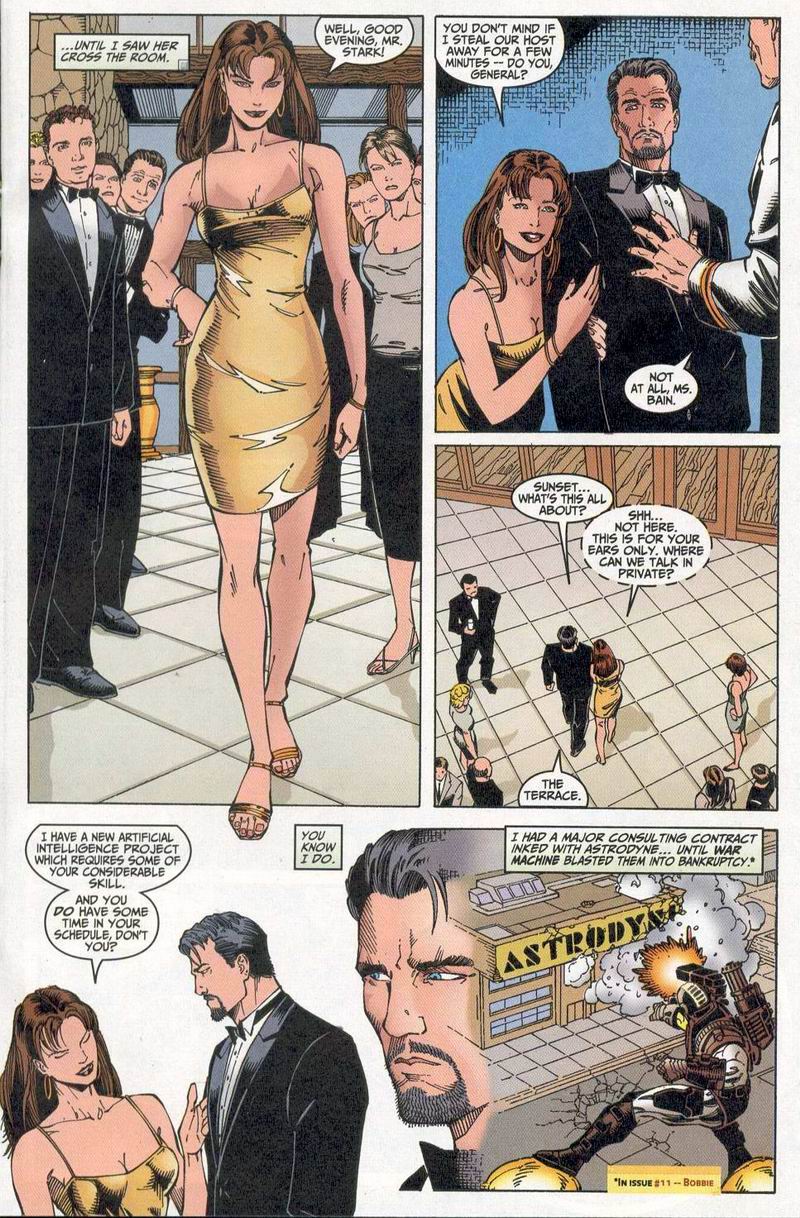 ...UNTIL I SAW HER
CROSS THE ROOM.
WELL, GOOD
EVENING, MR.
STARK!
YOU DON'T MIND IF
I STEAL OUR HOST
AWAY FOR A FEW
MINUTES -- DO YOU,
GENERAL?
NOT
AT ALL, MS.
BAIN.
SUNSET...
WHAT'S THIS ALL
ABOUT?
SHH...
NOT HERE.
THIS IS FOR YOUR
EARS ONLY. WHERE
CAN WE TALK IN
PRIVATE?
THE
TERRACE.
I HAVE A NEW ARTIFICIAL
INTELLIGENCE PROJECT
WHICH REQUIRES SOME OF
YOUR CONSIDERABLE
SKILL.
AND YOU
DO HAVE SOME
TIME IN YOUR
SCHEDULE, DON'T
YOU?
YOU
KNOW
I DO.
I HAD A MAJOR CONSULTING CONTRACT
INKED WITH ASTRODYNE... UNTIL WAR
MACHINE BLASTED THEM INTO BANKRUPTCY.*
ASTRODYNE
*IN ISSUE #11 -- BOBBIE